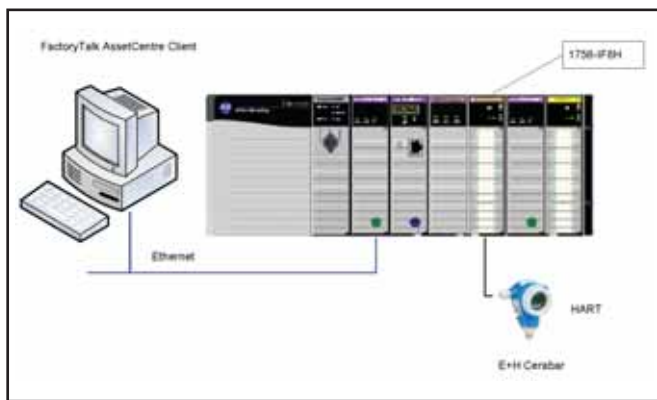 FactoryTalk AssetCentre Client
1756-IF8H
Ethernet
HART
E+H Cerabar